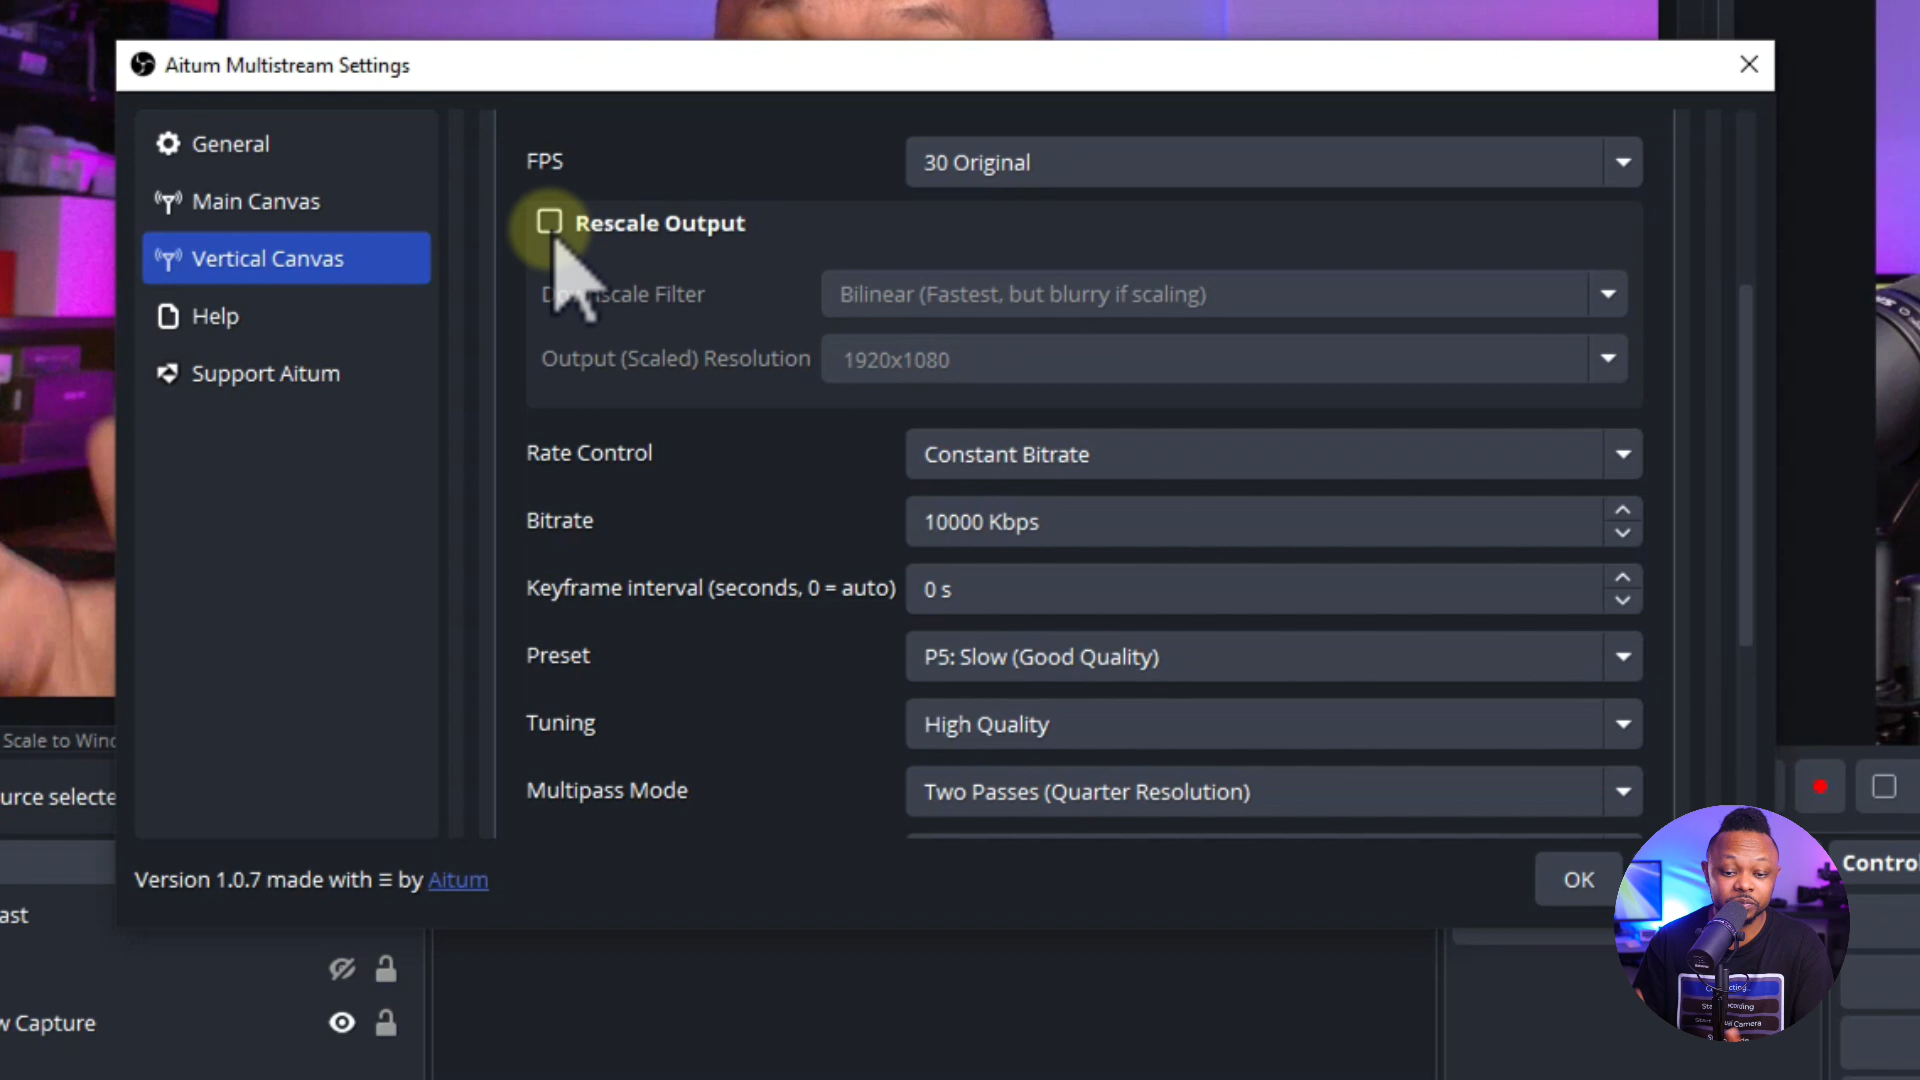 Aitum Multistream Settings
General
Main Canvas
Vertical Canvas
Help
Support Aitum
FPS
30 Original
Rescale Output
Filter
Bilinear (Fastest, but blurry if scaling)
Output (Scaled) Resolution
1920x1080
Rate Control
Constant Bitrate
Bitrate
10000 Kbps
Keyframe interval (seconds, 0 = auto)
0 s
Preset
P5: Slow (Good Quality)
Tuning
High Quality
Multipass Mode
Two Passes (Quarter Resolution)
Version 1.0.7 made with ☰ by Aitum
OK
Scale to Wind
urce selecte
ast
w Capture
Control